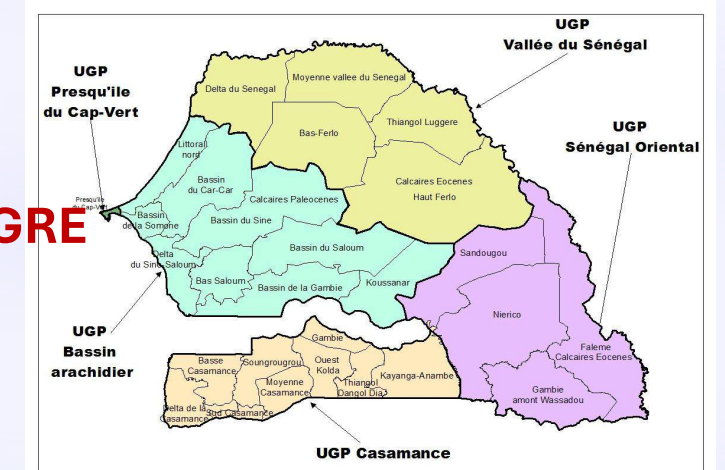 UGP
Vallée du Sénégal
UGP
Presqu'ile
du Cap-Vert
UGP
Sénégal Oriental
GRE
UGP
Bassin
arachidier
UGP Casamance
Delta du Senegal
Moyenne vallee du Senegal
Thiangol Luggere
Bas-Ferlo
Calcaires Eocenes
Haut Ferlo
Littoral
nord
Bassin
du Car-Car
Calcaires Paleocenes
Presqu'ile
du Cap-Vert
Bassin
de la Somone
Bassin du Sine
Delta
du Sine-Saloum
Bassin du Saloum
Bas Saloum
Bassin de la Gambie
Koussanar
Sandougou
Nierico
Faleme
Calcaires Eocenes
Gambie
amont Wassadou
Gambie
Basse
Casamance
Soungrougrou
Ouest
Kolda
Moyenne
Casamance
Thiangol
Dangol Dia
Kayanga-Anambe
Delta de la
Casamance
Sud Casamance